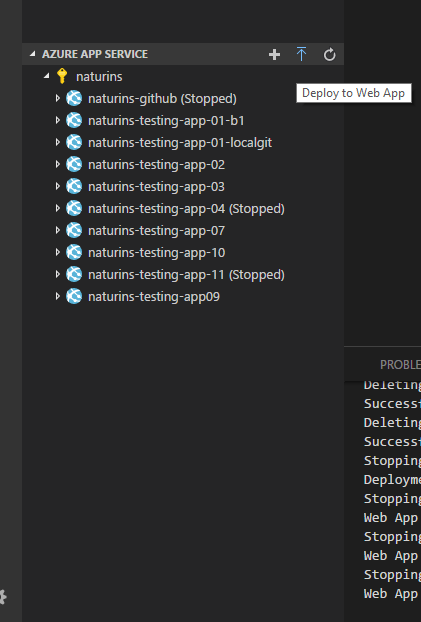 AZURE APP SERVICE
naturins
Deploy to Web App
naturins-github (Stopped)
naturins-testing-app-01-b1
naturins-testing-app-01-localgit
naturins-testing-app-02
naturins-testing-app-03
naturins-testing-app-04 (Stopped)
naturins-testing-app-07
naturins-testing-app-10
naturins-testing-app-11 (Stopped)
naturins-testing-app09
PROBLE
Deleting
Success
Deleting
Success
Stopping
Deployme
Stopping
Web App
Stopping
Web App
Stopping
Web App